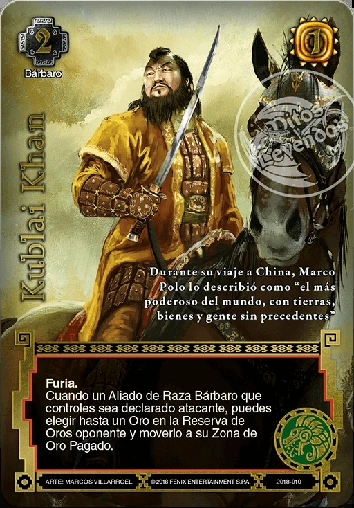 2
1
Bárbaro
Kublai Khan
Mitos y
Leyendas
Durante su viaje a China, Marco
Polo lo describió como “el más
poderoso del mundo, con tierras,
bienes y gente sin precedentes”
Furia.
Cuando un Aliado de Raza Bárbaro que
controles sea declarado atacante, puedes
elegir hasta un Oro en la Reserva de
Oros oponente y moverlo a su Zona de
Oro Pagado.
ARTE: MARCOS VILLARROEL ©2018 FENIX ENTERTAINMENT S.P.A. 2018-010